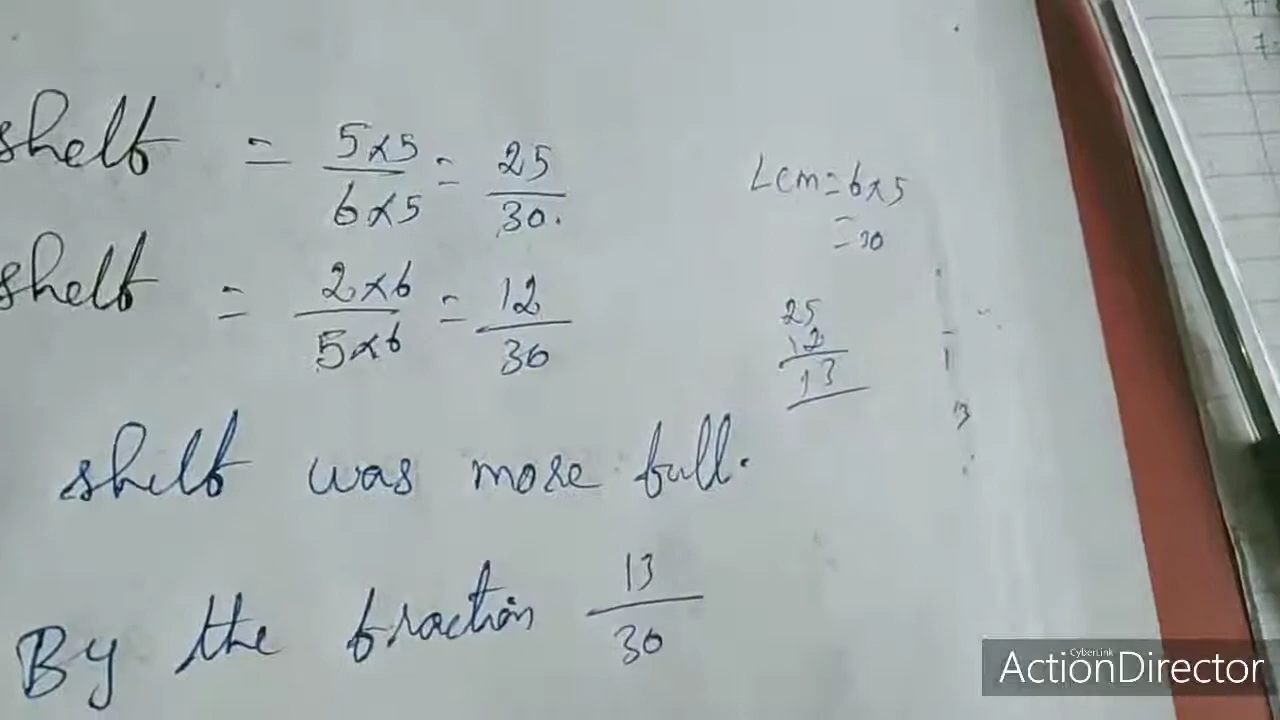 shelf = 5×5/6×5 = 25/30.
shelf = 2×6/5×6 = 12/30
shelf was more full.
By the fraction 13/30
LCM = 6×5
= 30
25
12
13
CyberLink
ActionDirector